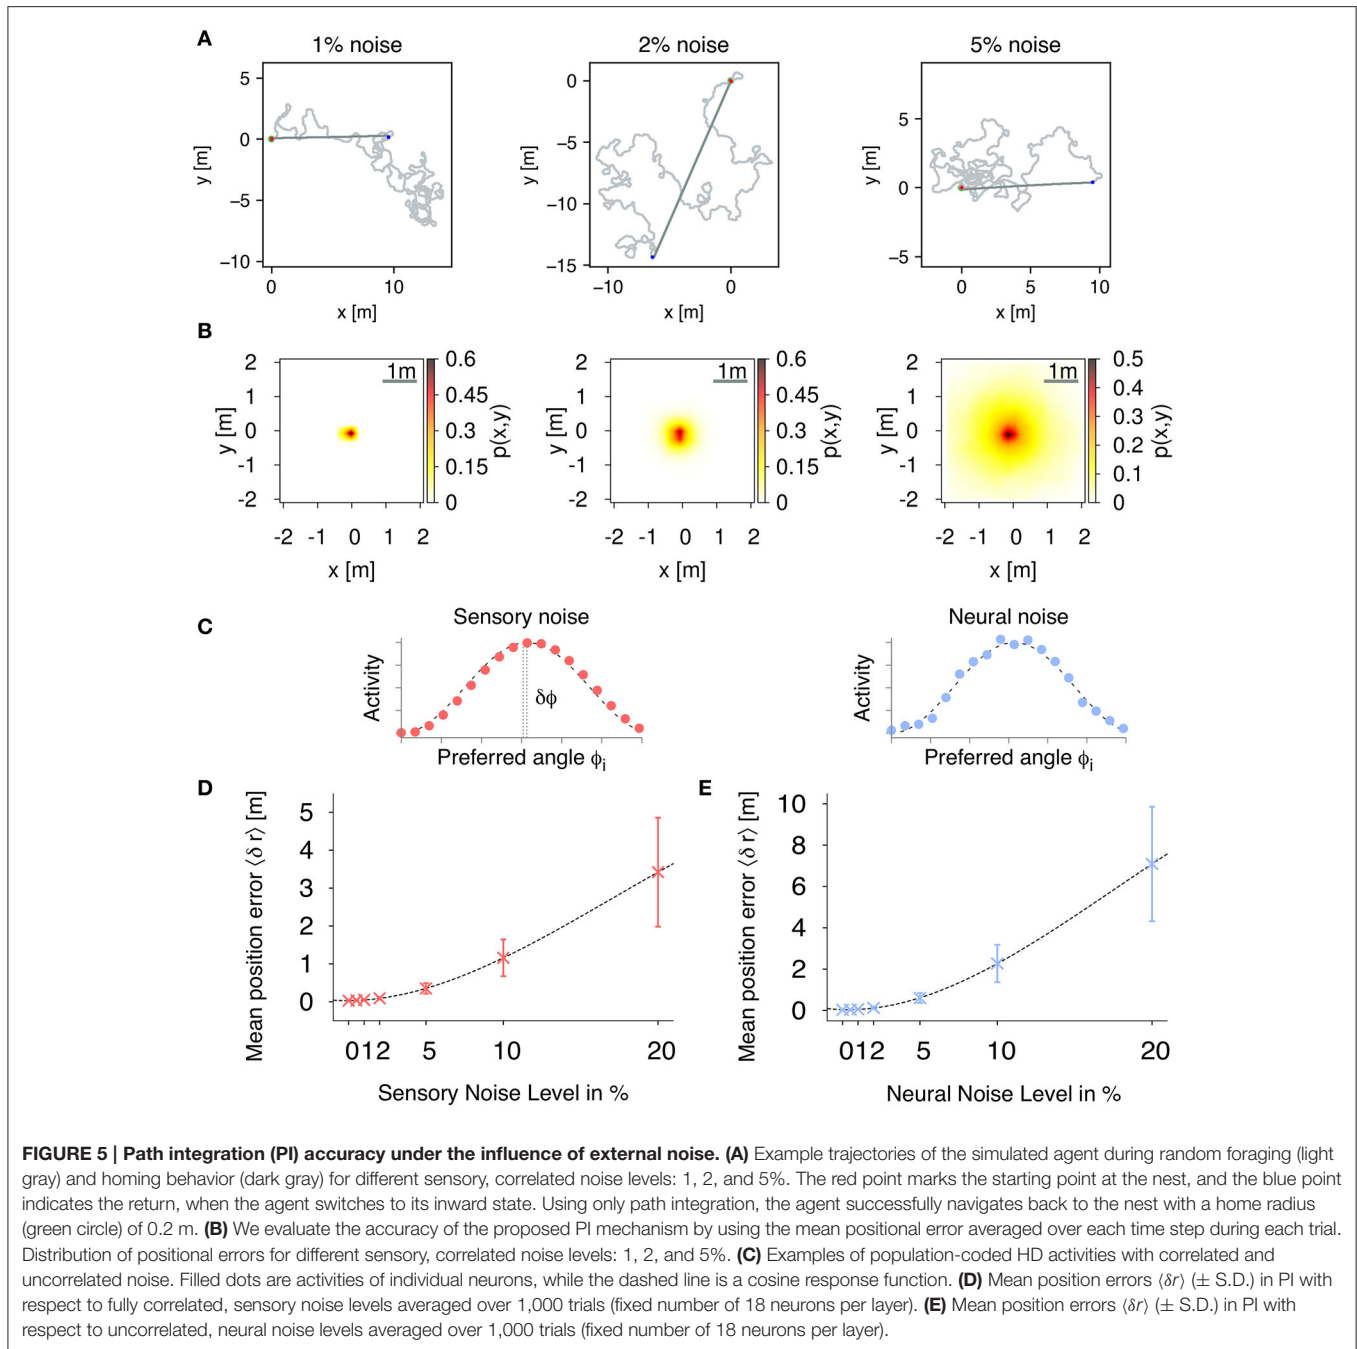 A
1% noise
2% noise
5% noise
5
0
−5
−10
y [m]
0
10
x [m]
0
−5
−10
−15
y [m]
−10
0
x [m]
5
0
−5
y [m]
0
5
10
x [m]
B
2
1
0
-1
-2
y [m]
-2 -1 0 1 2
x [m]
1m
0.6
0.45
0.3
0.15
0
p(x,y)
2
1
0
-1
-2
y [m]
-2 -1 0 1 2
x [m]
1m
0.6
0.45
0.3
0.15
0
p(x,y)
2
1
0
-1
-2
y [m]
-2 -1 0 1 2
x [m]
1m
0.5
0.4
0.3
0.2
0.1
0
p(x,y)
C
Sensory noise
Activity
δϕ
Preferred angle ϕi
Neural noise
Activity
Preferred angle ϕi
D
Mean position error ⟨δ r⟩ [m]
5
4
3
2
1
0
0 1 2 5 10 20
Sensory Noise Level in %
E
Mean position error ⟨δ r⟩ [m]
10
8
6
4
2
0
0 1 2 5 10 20
Neural Noise Level in %
FIGURE 5 | Path integration (PI) accuracy under the influence of external noise. (A) Example trajectories of the simulated agent during random foraging (light
gray) and homing behavior (dark gray) for different sensory, correlated noise levels: 1, 2, and 5%. The red point marks the starting point at the nest, and the blue point
indicates the return, when the agent switches to its inward state. Using only path integration, the agent successfully navigates back to the nest with a home radius
(green circle) of 0.2 m. (B) We evaluate the accuracy of the proposed PI mechanism by using the mean positional error averaged over each time step during each trial.
Distribution of positional errors for different sensory, correlated noise levels: 1, 2, and 5%. (C) Examples of population-coded HD activities with correlated and
uncorrelated noise. Filled dots are activities of individual neurons, while the dashed line is a cosine response function. (D) Mean position errors ⟨δr⟩ (± S.D.) in PI with
respect to fully correlated, sensory noise levels averaged over 1,000 trials (fixed number of 18 neurons per layer). (E) Mean position errors ⟨δr⟩ (± S.D.) in PI with
respect to uncorrelated, neural noise levels averaged over 1,000 trials (fixed number of 18 neurons per layer).